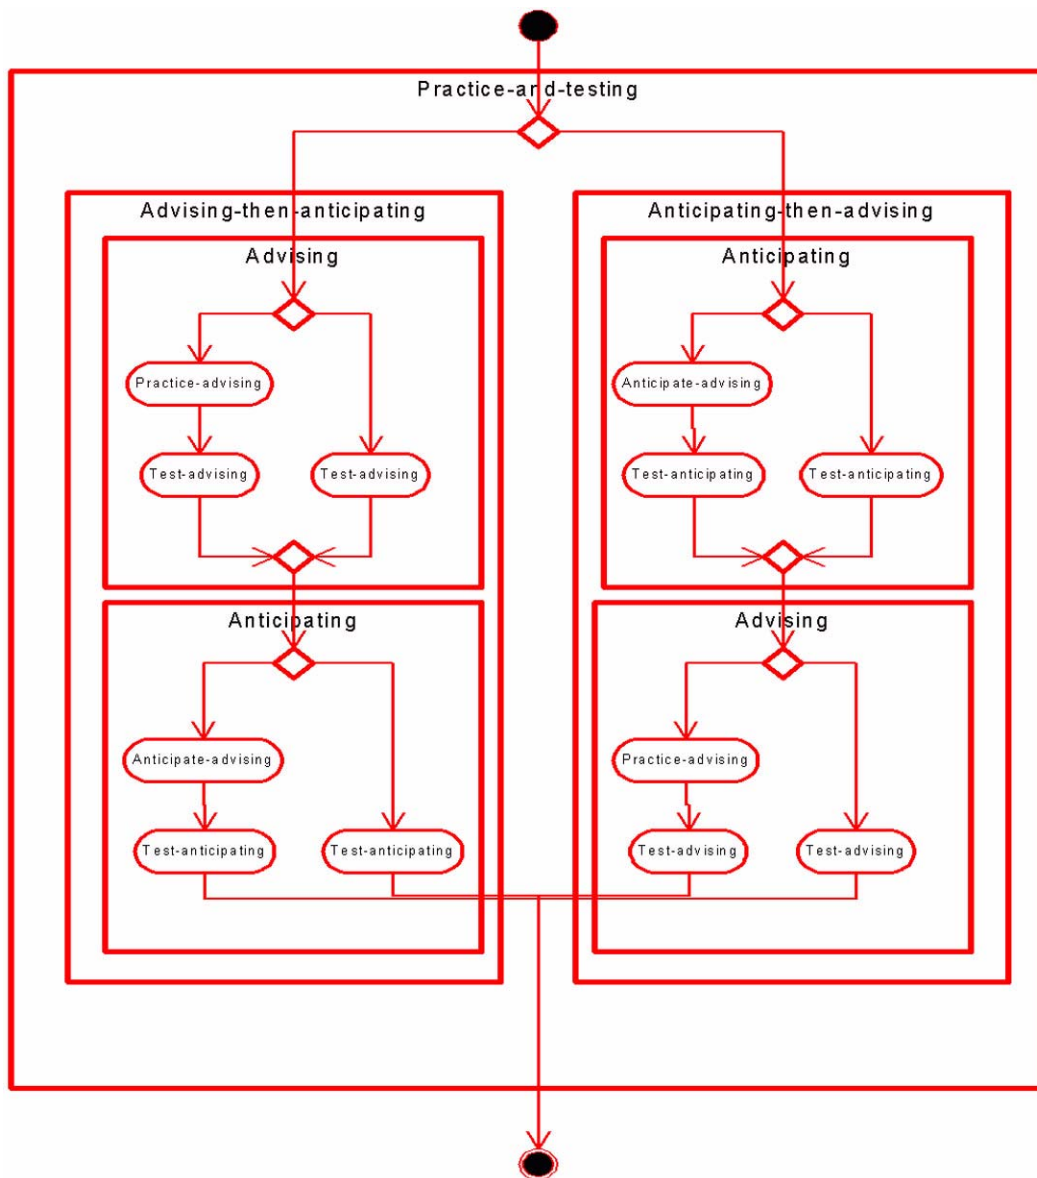 Practice-and-testing
Advising-then-anticipating
Anticipating-then-advising
Advising
Anticipating
Practice-advising
Anticipate-advising
Test-advising
Test-advising
Test-anticipating
Test-anticipating
Anticipating
Advising
Anticipate-advising
Practice-advising
Test-anticipating
Test-anticipating
Test-advising
Test-advising